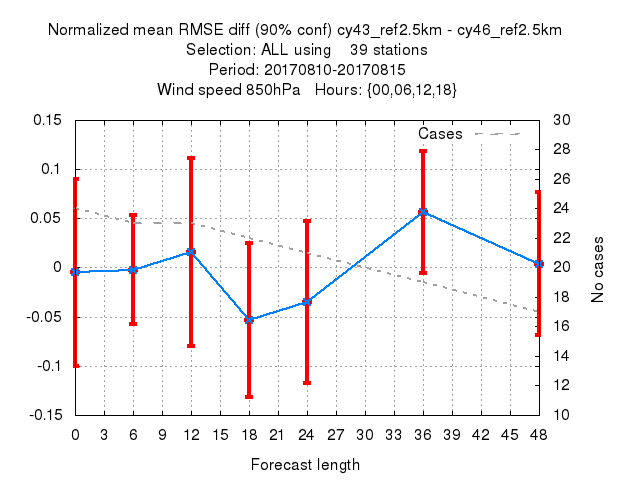 Normalized mean RMSE diff (90% conf) cy43_ref2.5km - cy46_ref2.5km
Selection: ALL using 39 stations
Period: 20170810-20170815
Wind speed 850hPa Hours: {00,06,12,18}
Cases
0.15
0.1
0.05
0
-0.05
-0.1
-0.15
30
28
26
24
22
20
18
16
14
12
10
No cases
0 3 6 9 12 15 18 21 24 27 30 33 36 39 42 45 48
Forecast length